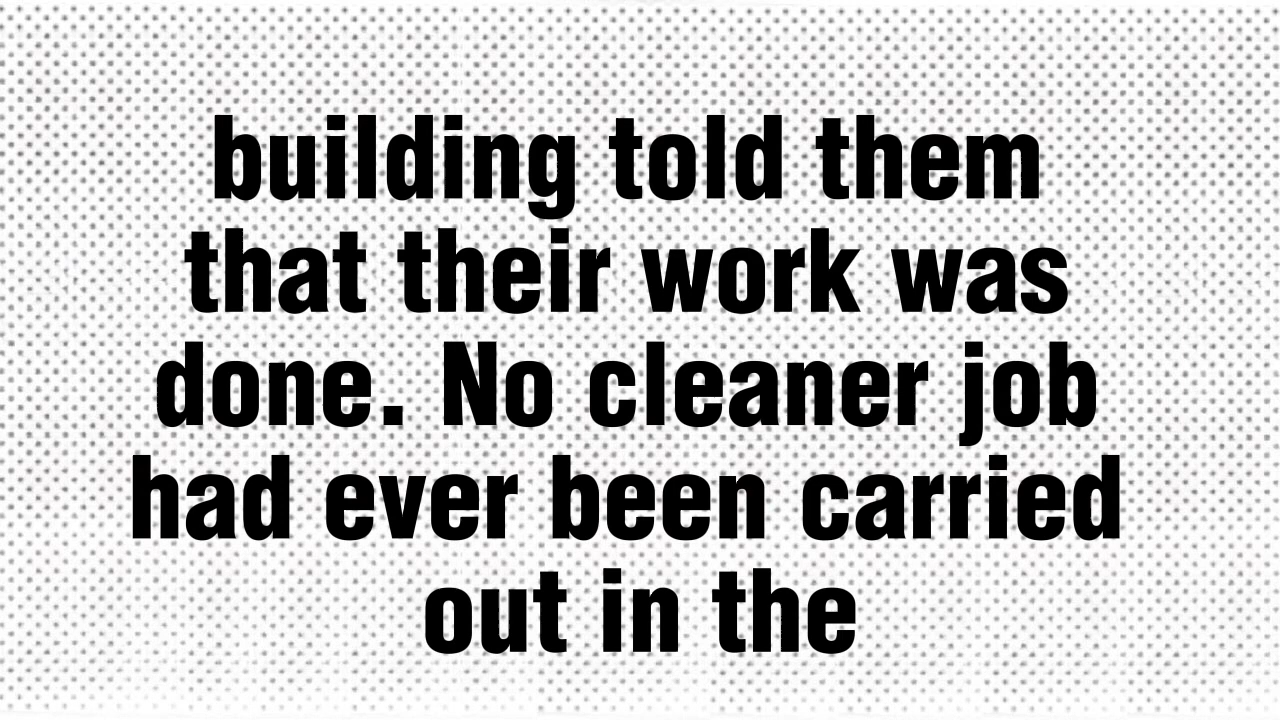 building told them
that their work was
done. No cleaner job
had ever been carried
out in the